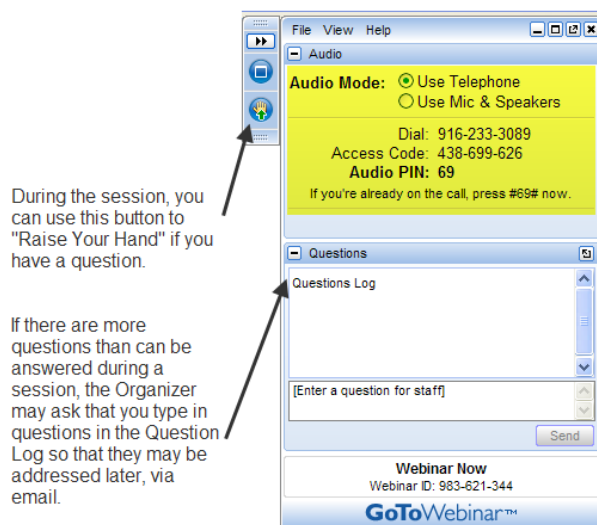 File View Help
Audio
Audio Mode: Use Telephone
Use Mic & Speakers
Dial: 916-233-3089
Access Code: 438-699-626
Audio PIN: 69
If you're already on the call, press #69# now.
During the session, you
can use this button to
"Raise Your Hand" if you
have a question.
Questions
Questions Log
If there are more
questions than can be
answered during a
session, the Organizer
may ask that you type in
questions in the Question
Log so that they may be
addressed later, via
email.
[Enter a question for staff]
Send
Webinar Now
Webinar ID: 983-621-344
GoToWebinar™